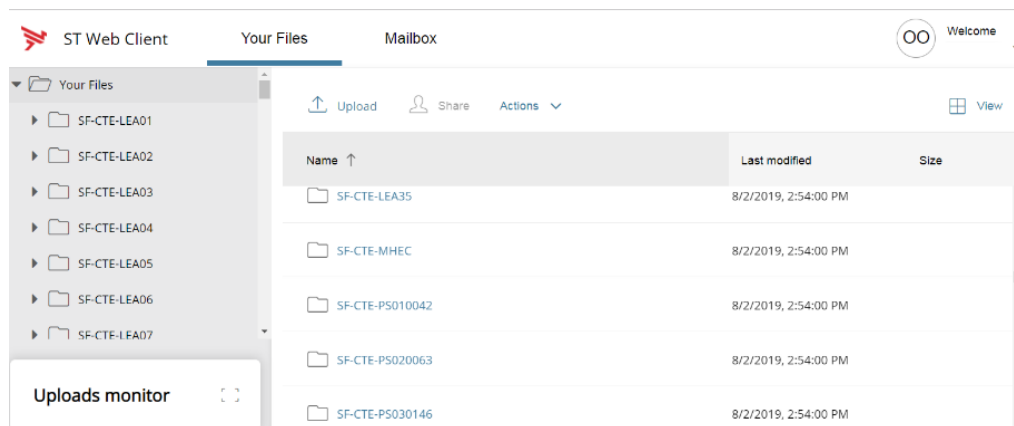 ST Web Client
Your Files
Mailbox
OO
Welcome
Your Files
SF-CTE-LEA01
SF-CTE-LEA02
SF-CTE-LEA03
SF-CTE-LEA04
SF-CTE-LEA05
SF-CTE-LEA06
SF-CTE-LEA07
Uploads monitor
Upload
Share
Actions
View
Name
Last modified
Size
SF-CTE-LEA35 8/2/2019, 2:54:00 PM
SF-CTE-MHEC 8/2/2019, 2:54:00 PM
SF-CTE-PS010042 8/2/2019, 2:54:00 PM
SF-CTE-PS020063 8/2/2019, 2:54:00 PM
SF-CTE-PS030146 8/2/2019, 2:54:00 PM